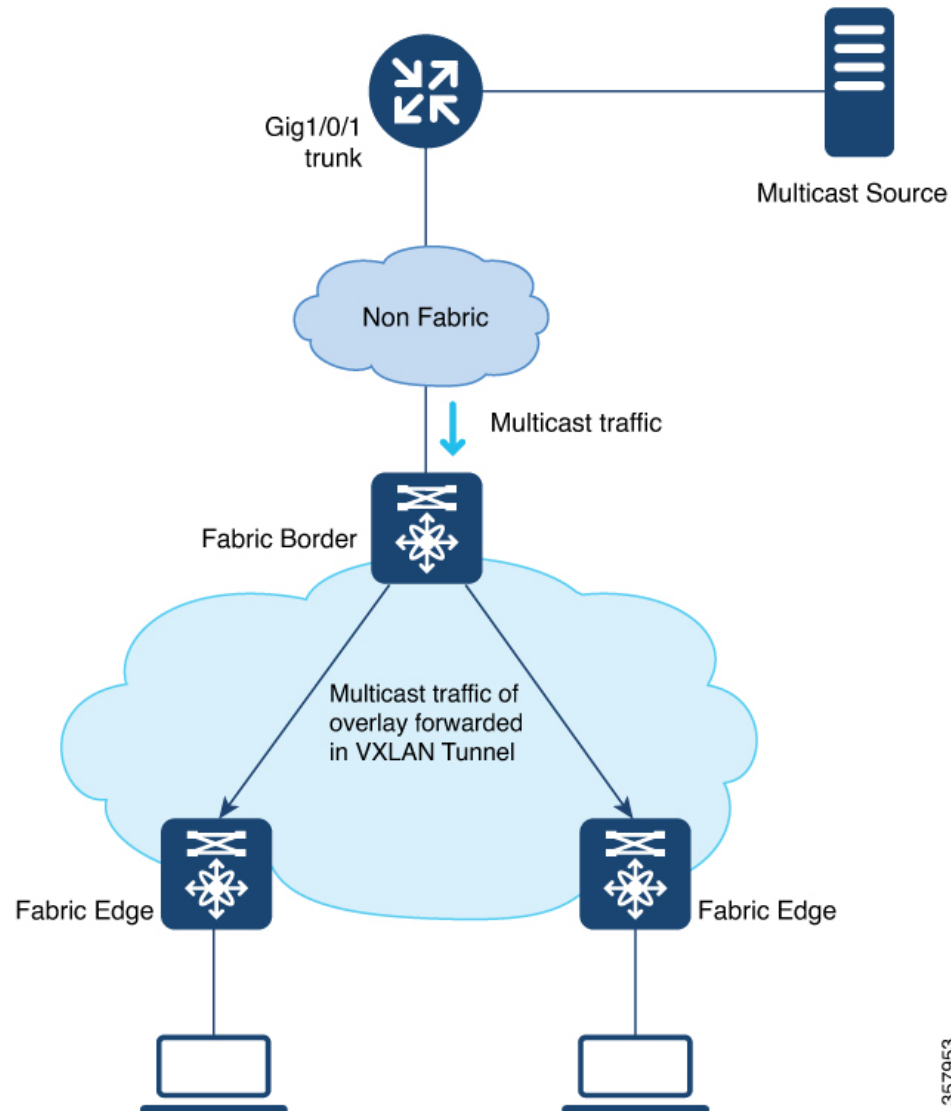 Gig1/0/1
trunk
Multicast Source
Non Fabric
Multicast traffic
Fabric Border
Multicast traffic of
overlay forwarded
in VXLAN Tunnel
Fabric Edge
Fabric Edge
357953